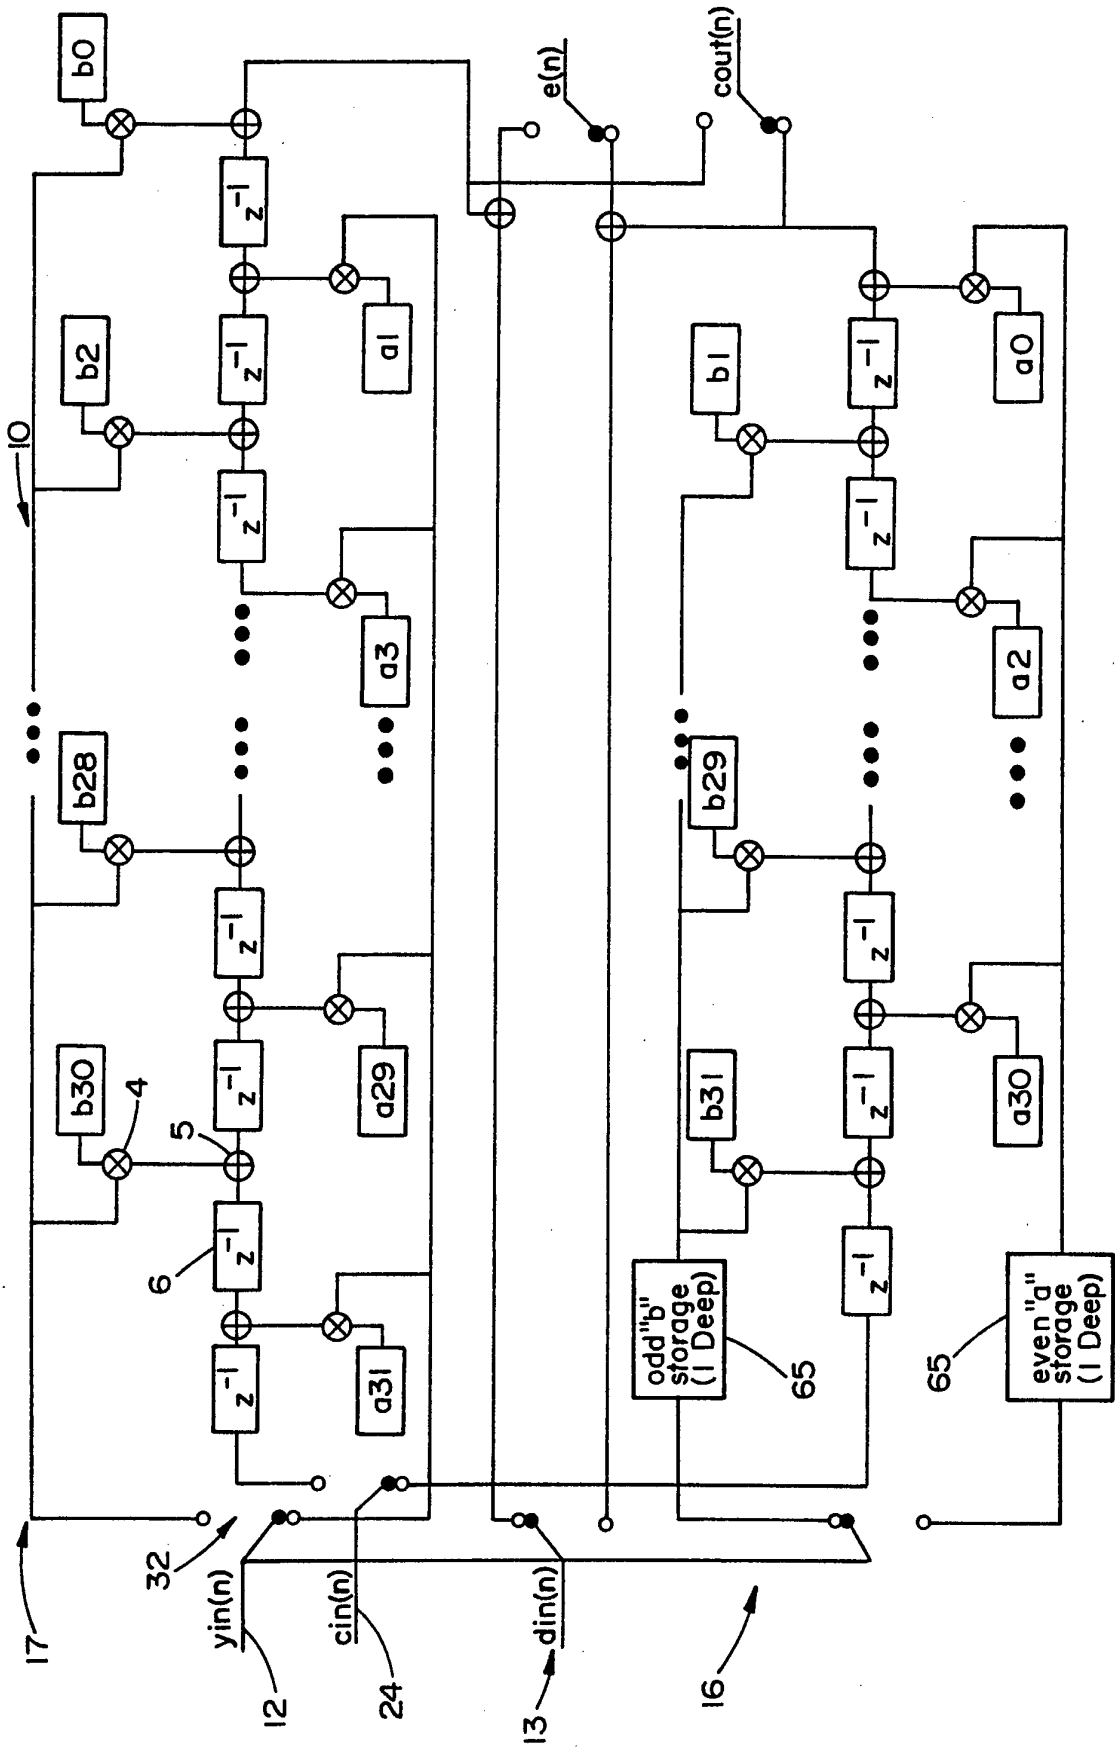 17
10
b30
b28
b2
b0
4
5
6
z⁻¹
z⁻¹
z⁻¹
z⁻¹
z⁻¹
z⁻¹
z⁻¹
a31
a29
a3
a1
32
yin(n)
12
cin(n)
24
din(n)
13
e(n)
cout(n)
16
odd "b"
storage
(1 Deep)
65
b31
b29
b1
z⁻¹
z⁻¹
z⁻¹
z⁻¹
z⁻¹
a30
a2
a0
even "a"
storage
(1 Deep)
65